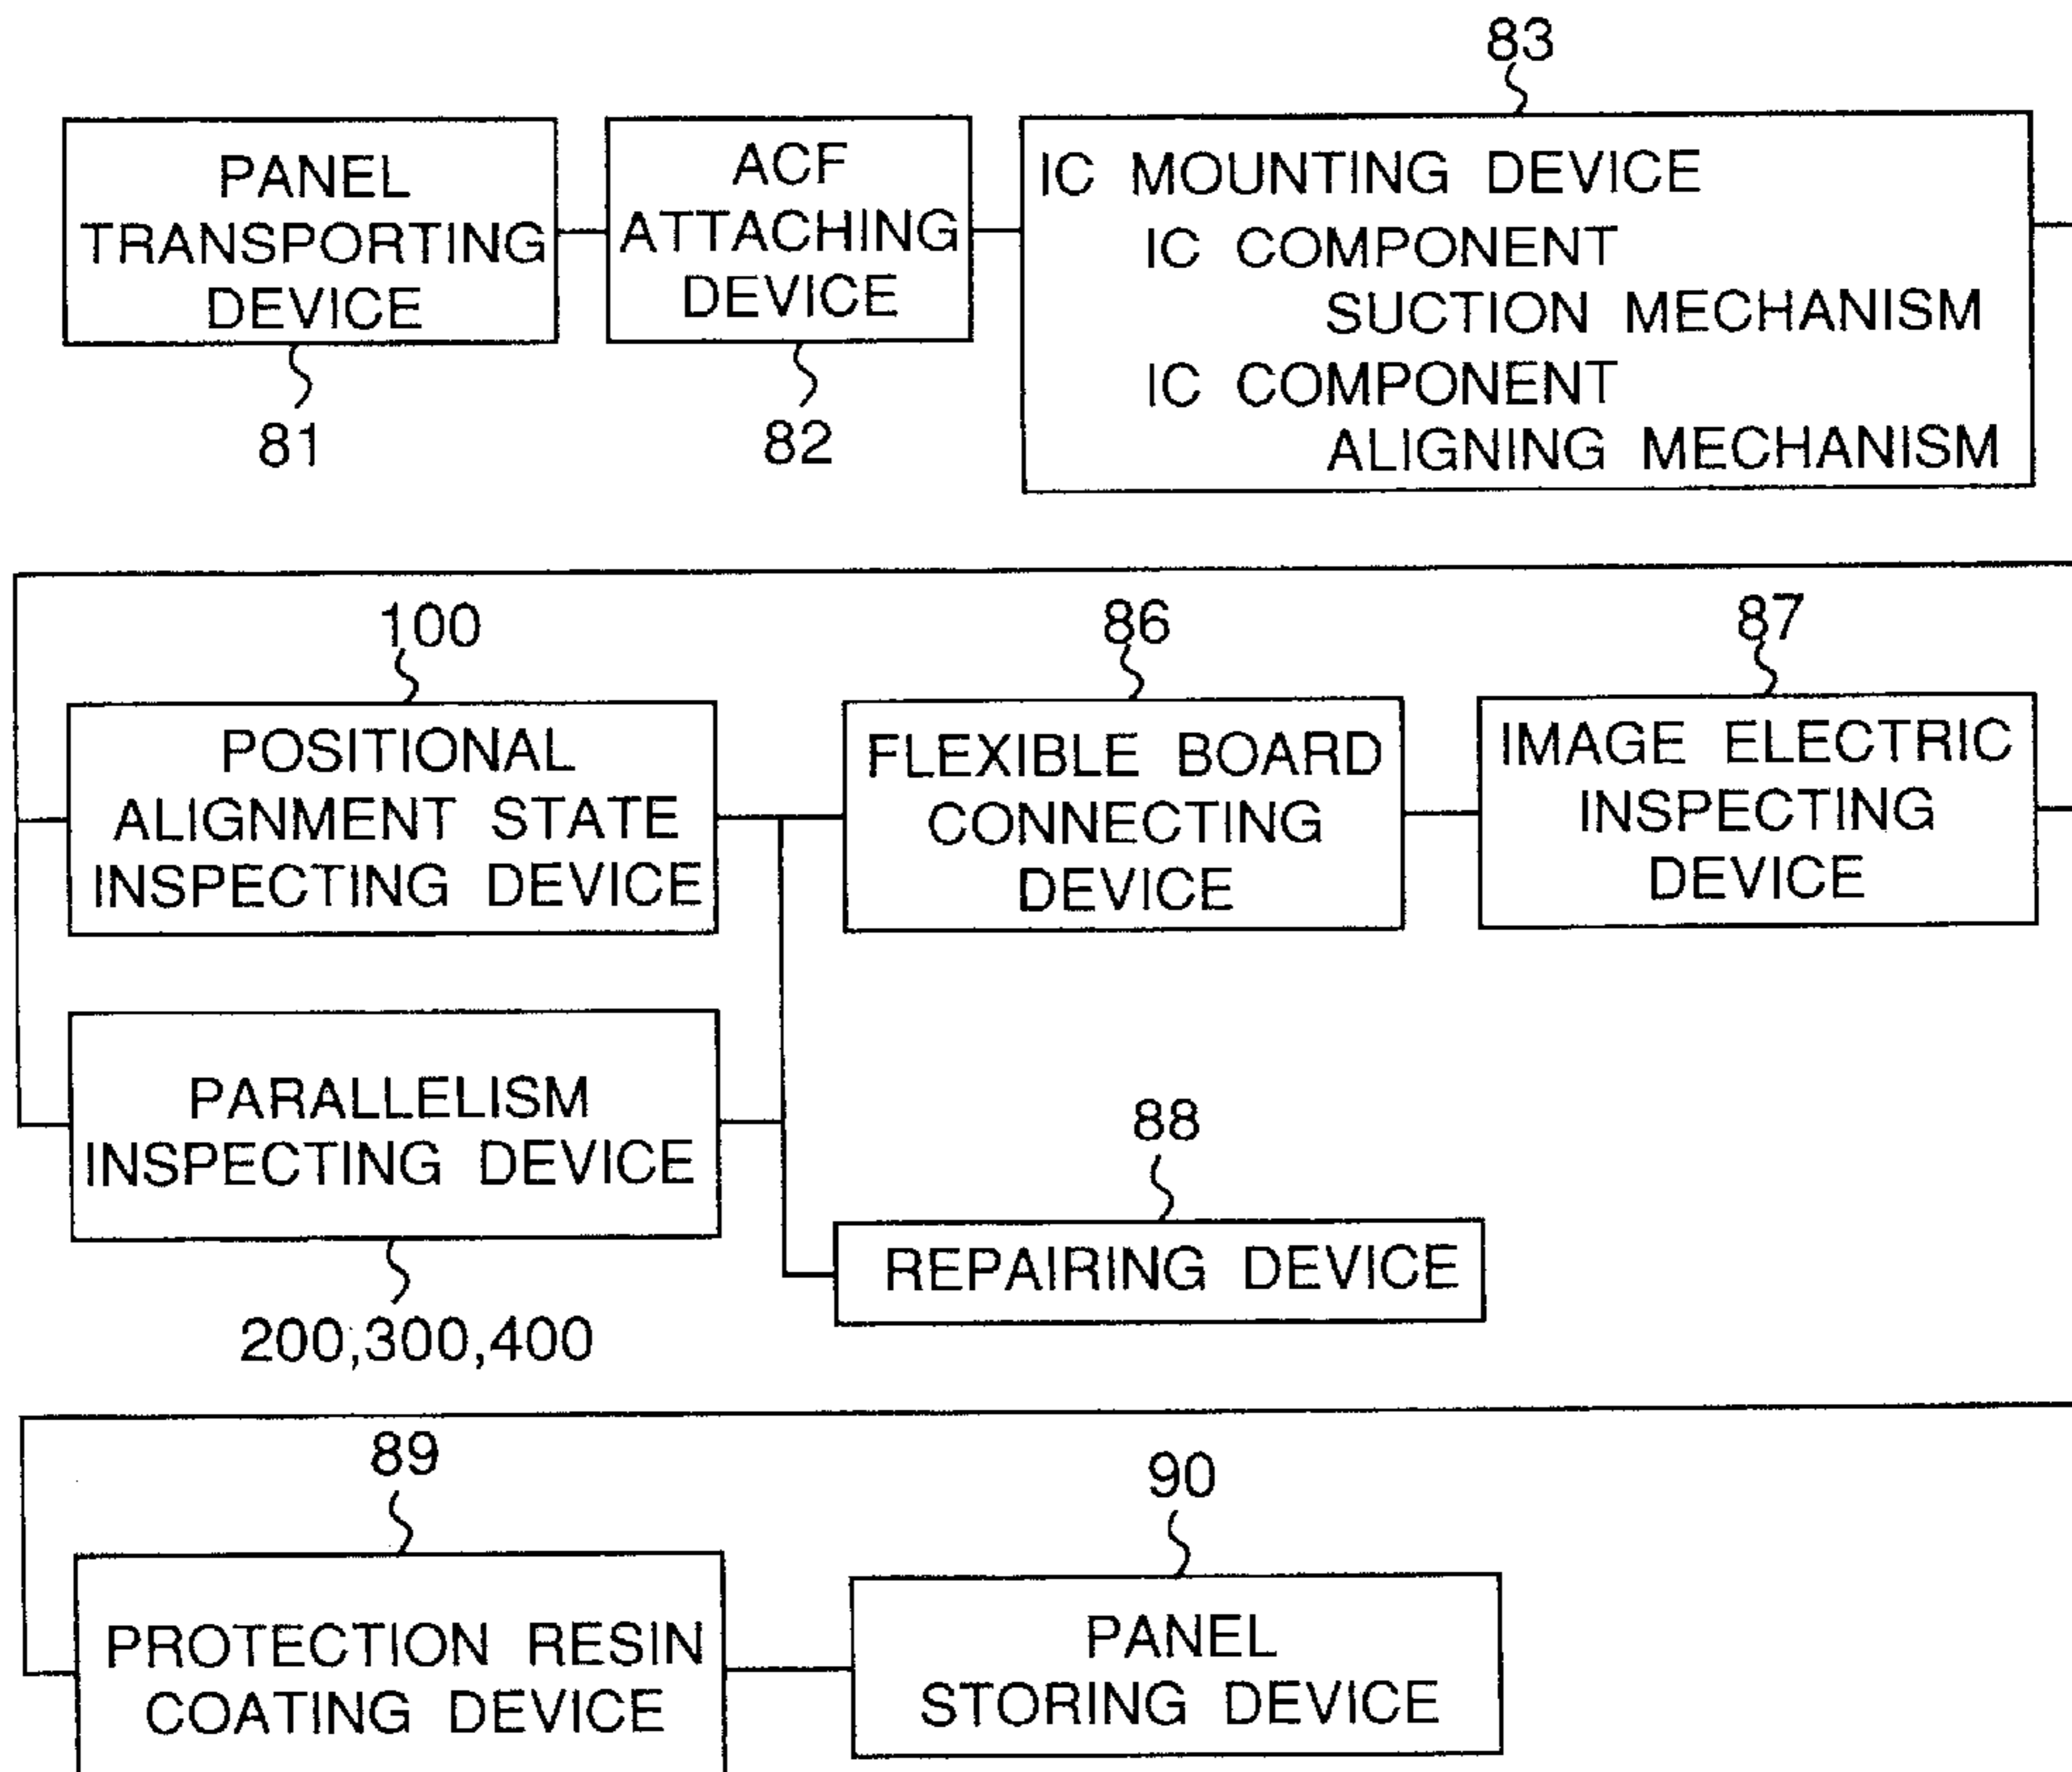 83
PANEL
TRANSPORTING
DEVICE
81
ACF
ATTACHING
DEVICE
82
IC MOUNTING DEVICE
IC COMPONENT
SUCTION MECHANISM
IC COMPONENT
ALIGNING MECHANISM
100
POSITIONAL
ALIGNMENT STATE
INSPECTING DEVICE
86
FLEXIBLE BOARD
CONNECTING
DEVICE
87
IMAGE ELECTRIC
INSPECTING
DEVICE
PARALLELISM
INSPECTING DEVICE
200,300,400
88
REPAIRING DEVICE
89
PROTECTION RESIN
COATING DEVICE
90
PANEL
STORING DEVICE